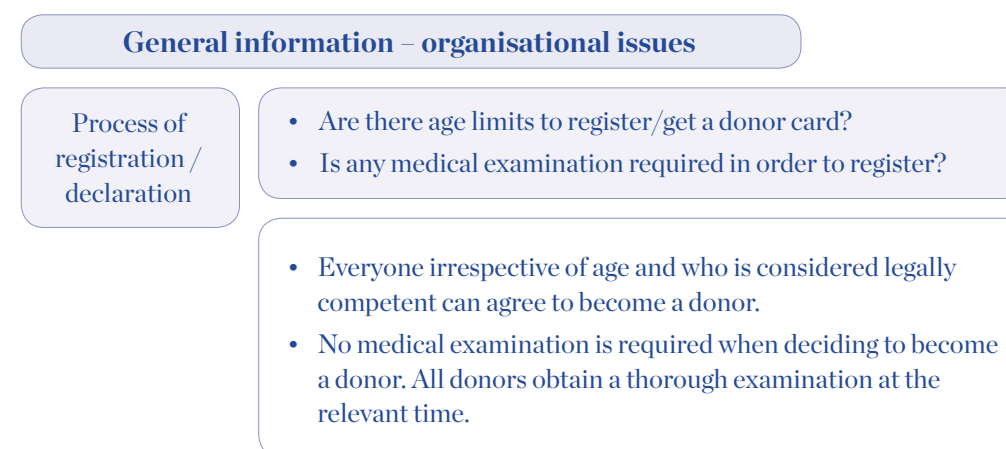 General information – organisational issues
Process of
registration /
declaration
• Are there age limits to register/get a donor card?
• Is any medical examination required in order to register?
• Everyone irrespective of age and who is considered legally
competent can agree to become a donor.
• No medical examination is required when deciding to become
a donor. All donors obtain a thorough examination at the
relevant time.